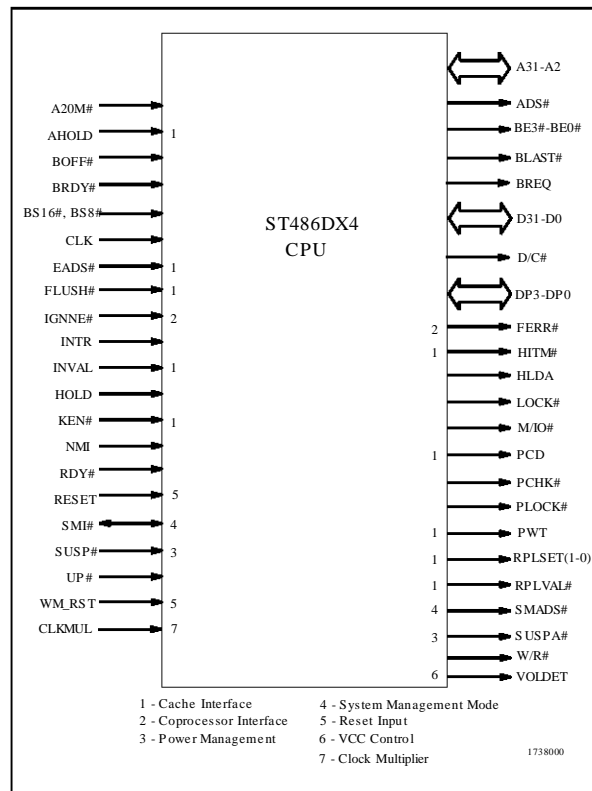 A20M#
AHOLD 1
BOFF#
BRDY#
BS16#, BS8#
CLK
EADS# 1
FLUSH# 1
IGNNE# 2
INTR
INVAL 1
HOLD
KEN# 1
NMI
RDY#
RESET 5
SMI# 4
SUSP# 3
UP#
WM_RST 5
CLKMUL 7
ST486DX4
CPU
A31-A2
ADS#
BE3#-BE0#
BLAST#
BREQ
D31-D0
D/C#
DP3-DP0
2 FERR#
1 HITM#
HLDA
LOCK#
M/IO#
1 PCD
PCHK#
PLOCK#
1 PWT
1 RPLSET(1-0)
1 RPLVAL#
4 SMADS#
3 SUSPA#
W/R#
6 VOLDET
1 - Cache Interface
2 - Coprocessor Interface
3 - Power Management
4 - System Management Mode
5 - Reset Input
6 - VCC Control
7 - Clock Multiplier
1738000